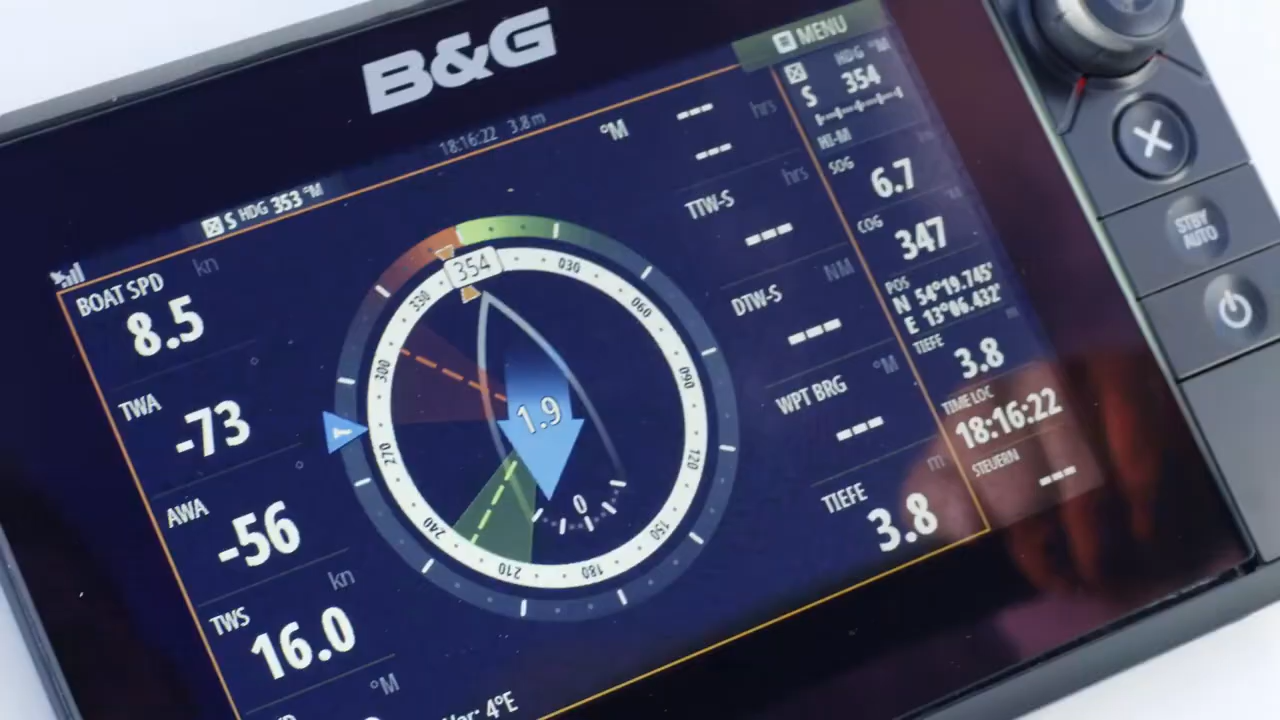 B&G
MENU
18:16:22 3.8 m
S HDG 353 °M
BOAT SPD kn
8.5
TWA °
-73
AWA °
-56
TWS kn
16.0
°M
Var: 4°E
354
030
060
090
120
150
180
210
240
270
300
330
T
1.9
0
°M
--- hrs
---
TTW-S hrs
---
DTW-S NM
---
WPT BRG °M
---
TIEFE m
3.8
HDG °M
S 354
HI-M
SOG
6.7
COG
347
POS
N 54°19.745'
E 13°06.432'
TIEFE
3.8
TIME LOC
18:16:22
STEUERN
---
STBY
AUTO